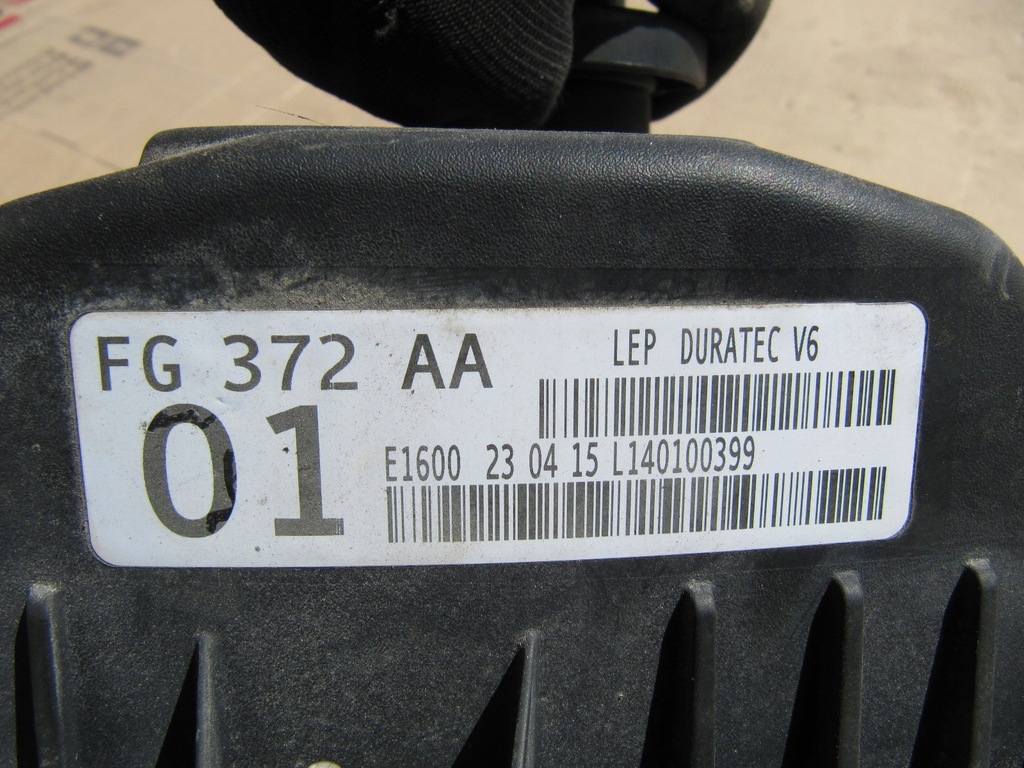 FG 372 AA
LEP DURATEC V6
01
E1600 23 04 15 L140100399